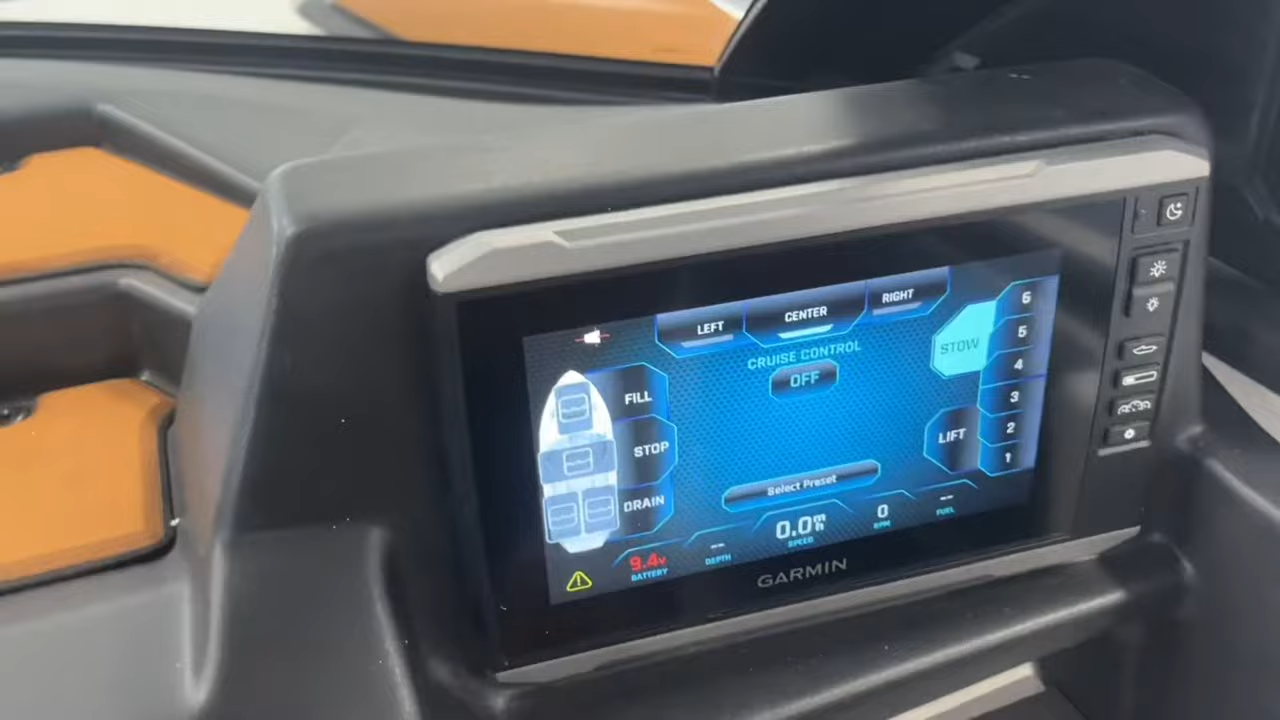 LEFT
CENTER
RIGHT
CRUISE CONTROL
OFF
FILL
STOP
DRAIN
STOW
LIFT
6
5
4
3
2
1
Select Preset
9.4v
BATTERY
--
DEPTH
0.0
SPEED
0
RPM
--
FUEL
GARMIN